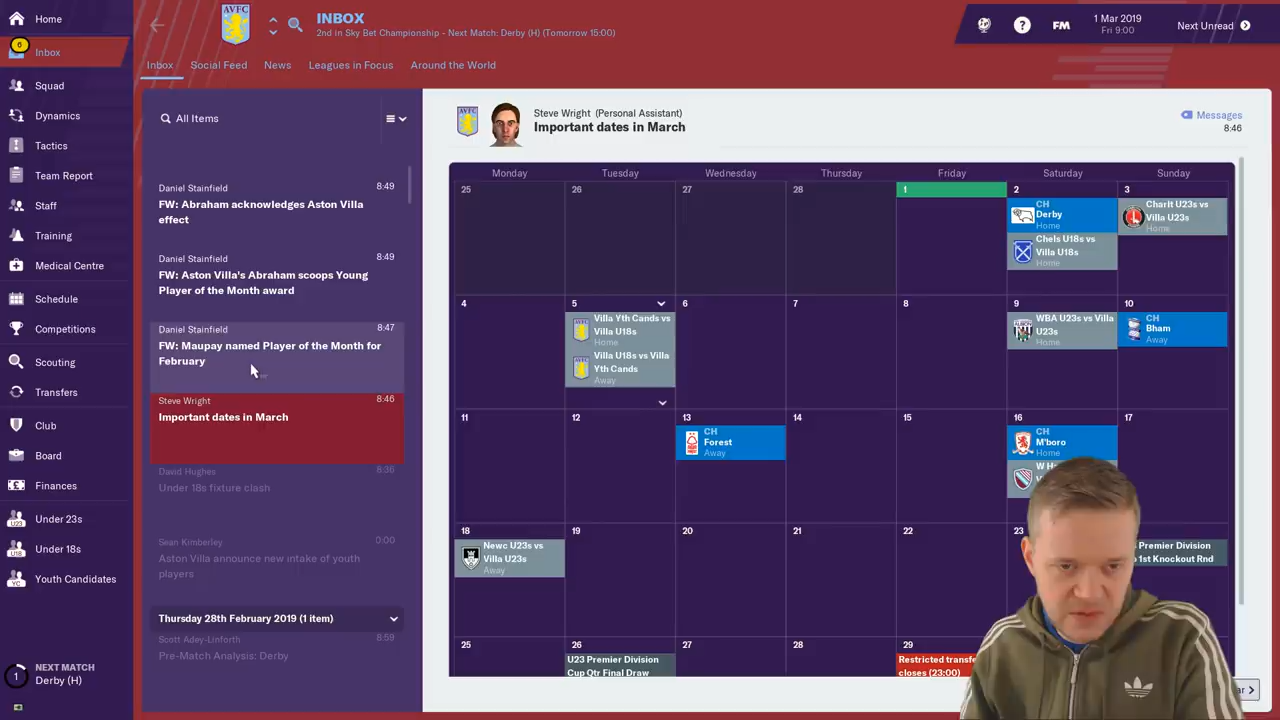 Home
6
Inbox
Squad
Dynamics
Tactics
Team Report
Staff
Training
Medical Centre
Schedule
Competitions
Scouting
Transfers
Club
Board
Finances
U23
Under 23s
U18
Under 18s
YC
Youth Candidates
1
NEXT MATCH
Derby (H)
AVFC
INBOX
2nd in Sky Bet Championship - Next Match: Derby (H) (Tomorrow 15:00)
?
FM
1 Mar 2019
Fri 9:00
Next Unread
Inbox
Social Feed
News
Leagues in Focus
Around the World
All Items
Daniel Stainfield
8:49
FW: Abraham acknowledges Aston Villa
effect
Daniel Stainfield
8:49
FW: Aston Villa's Abraham scoops Young
Player of the Month award
Daniel Stainfield
8:47
FW: Maupay named Player of the Month for
February
Steve Wright
8:46
Important dates in March
David Hughes
8:36
Under 18s fixture clash
Sean Kimberley
0:00
Aston Villa announce new intake of youth
players
Thursday 28th February 2019 (1 item)
Scott Adey-Linforth
8:59
Pre-Match Analysis: Derby
AVFC
Steve Wright (Personal Assistant)
Important dates in March
Messages
8:46
Monday Tuesday Wednesday Thursday Friday Saturday Sunday
25 26 27 28 1 2 3
CH
Derby
Home
Chels U18s vs
Villa U18s
Home
Charlt U23s vs
Villa U23s
Home
4 5 6 7 8 9 10
Villa Yth Cands vs
Villa U18s
Home
Villa U18s vs Villa
Yth Cands
Away
WBA U23s vs Villa
U23s
Home
CH
Bham
Away
11 12 13 14 15 16 17
CH
Forest
Away
CH
M'boro
Home
W H
18 19 20 21 22 23
Newc U23s vs
Villa U23s
Away
Premier Division
1st Knockout Rnd
25 26 27 28 29
U23 Premier Division
Cup Qtr Final Draw
Restricted transfe
closes (23:00)